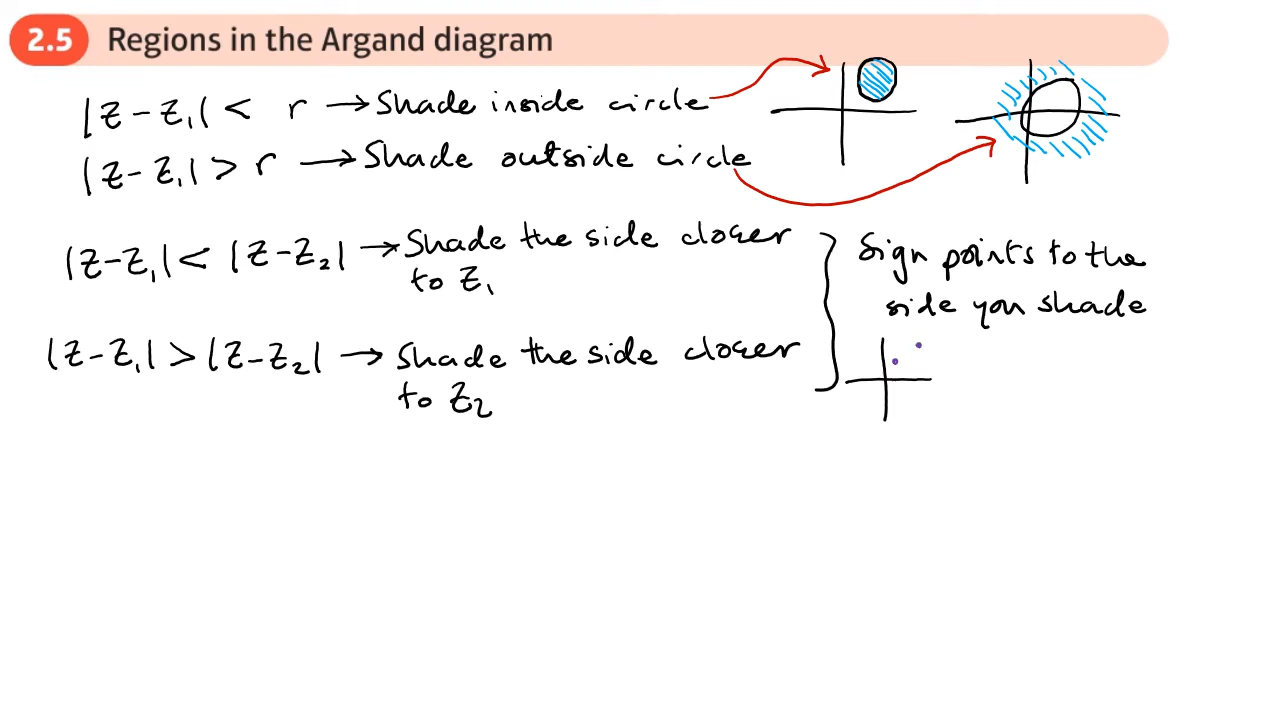 2.5 Regions in the Argand diagram
|z - z₁| < r → Shade inside circle
|z - z₁| > r → Shade outside circle
|z - z₁| < |z - z₂| → Shade the side closer
to z₁
|z - z₁| > |z - z₂| → Shade the side closer
to z₂
Sign points to the
side you shade